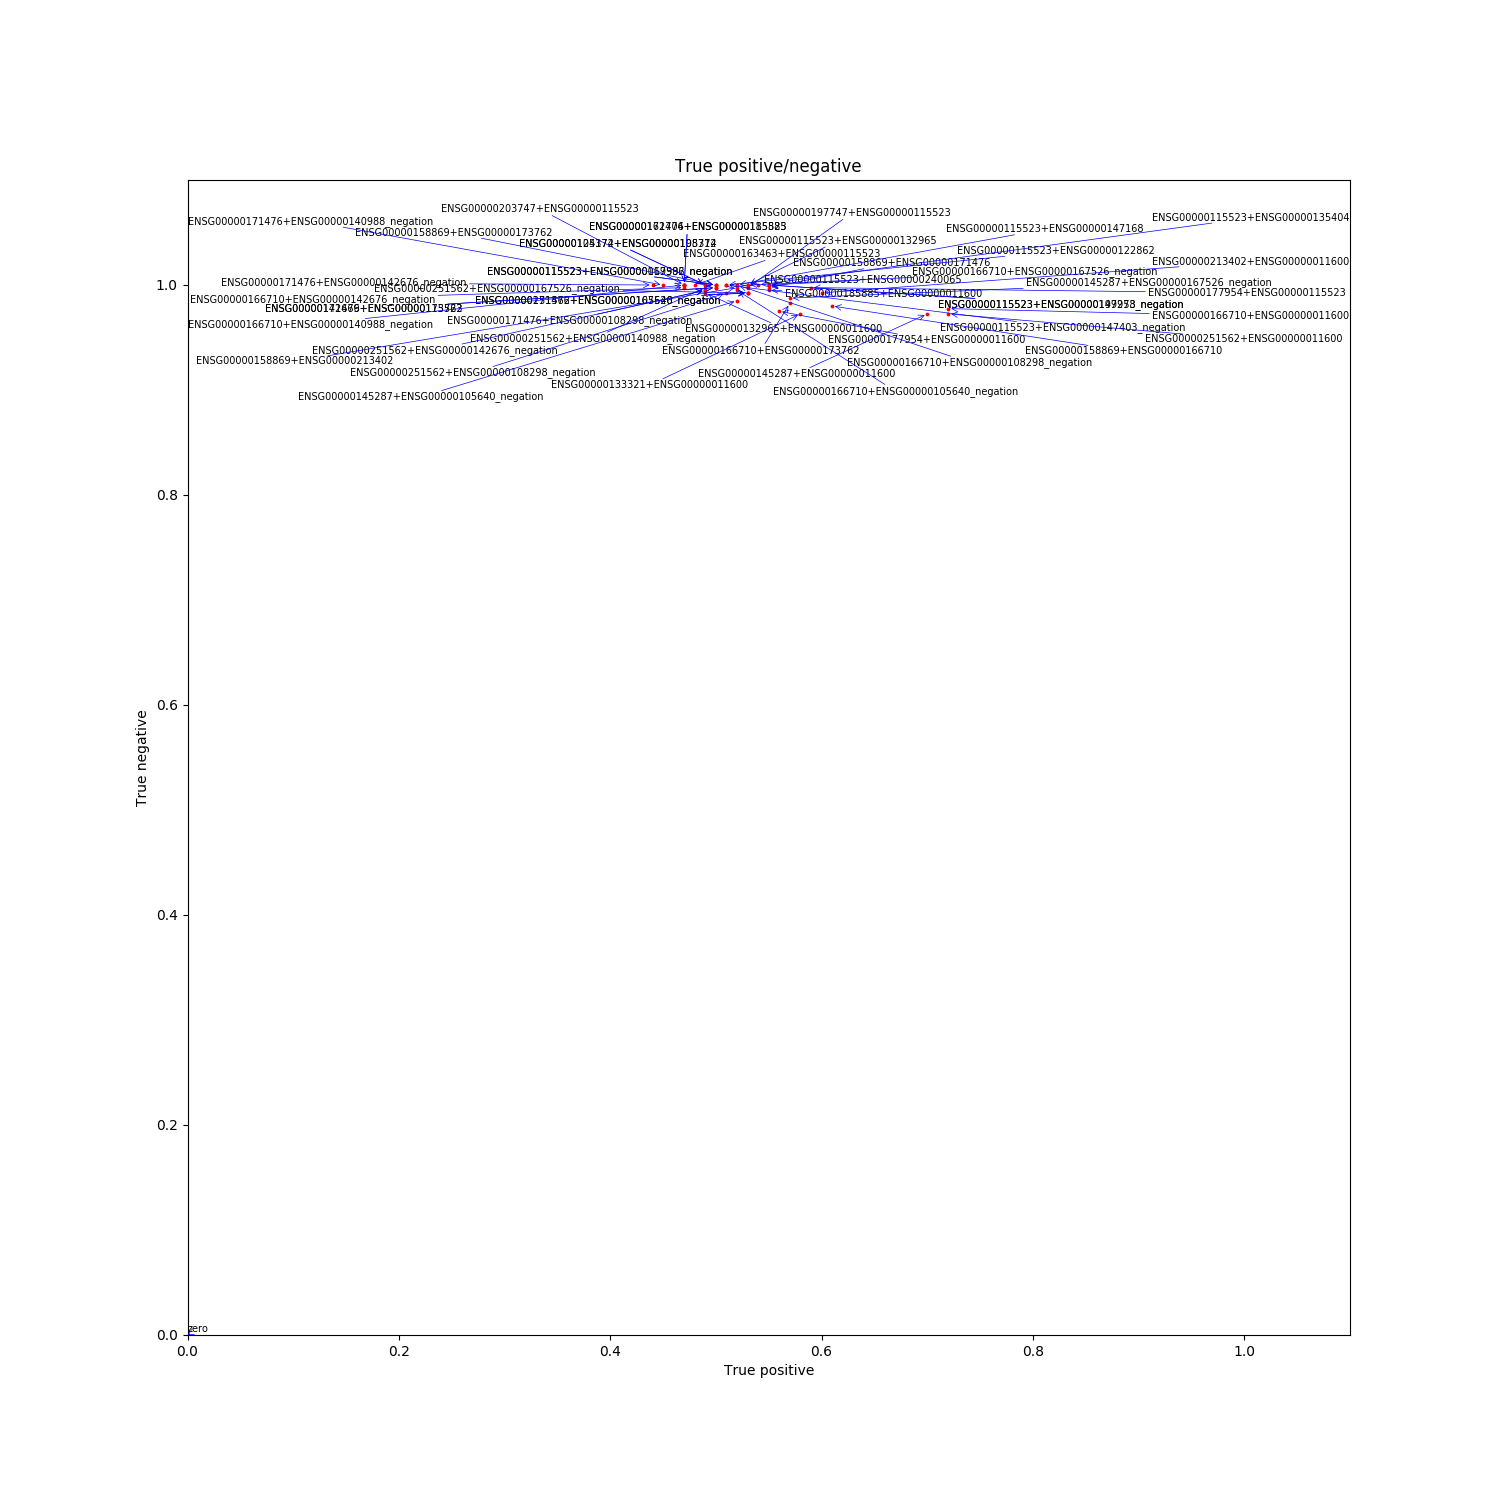 True positive/negative
ENSG00000203747+ENSG00000115523
ENSG00000197747+ENSG00000115523
ENSG00000171476+ENSG00000140988_negation
ENSG00000115523+ENSG00000135404
ENSG00000158869+ENSG00000173762
ENSG00000115523+ENSG00000147168
ENSG00000115523+ENSG00000132965
ENSG00000163463+ENSG00000115523
ENSG00000115523+ENSG00000122862
ENSG00000158869+ENSG00000171476
ENSG00000213402+ENSG00000011600
ENSG00000166710+ENSG00000167526_negation
ENSG00000115523+ENSG00000240065
ENSG00000171476+ENSG00000142676_negation
ENSG00000145287+ENSG00000167526_negation
ENSG00000251562+ENSG00000167526_negation
ENSG00000185885+ENSG00000011600
ENSG00000177954+ENSG00000115523
ENSG00000166710+ENSG00000142676_negation
ENSG00000166710+ENSG00000011600
ENSG00000166710+ENSG00000140988_negation
ENSG00000171476+ENSG00000108298_negation
ENSG00000132965+ENSG00000011600
ENSG00000115523+ENSG00000147403_negation
ENSG00000251562+ENSG00000140988_negation
ENSG00000177954+ENSG00000011600
ENSG00000251562+ENSG00000011600
ENSG00000251562+ENSG00000142676_negation
ENSG00000166710+ENSG00000173762
ENSG00000158869+ENSG00000166710
ENSG00000158869+ENSG00000213402
ENSG00000166710+ENSG00000108298_negation
ENSG00000251562+ENSG00000108298_negation
ENSG00000145287+ENSG00000011600
ENSG00000133321+ENSG00000011600
ENSG00000166710+ENSG00000105640_negation
ENSG00000145287+ENSG00000105640_negation
1.0
0.8
0.6
0.4
0.2
0.0
True negative
zero
0.0
0.2
0.4
0.6
0.8
1.0
True positive